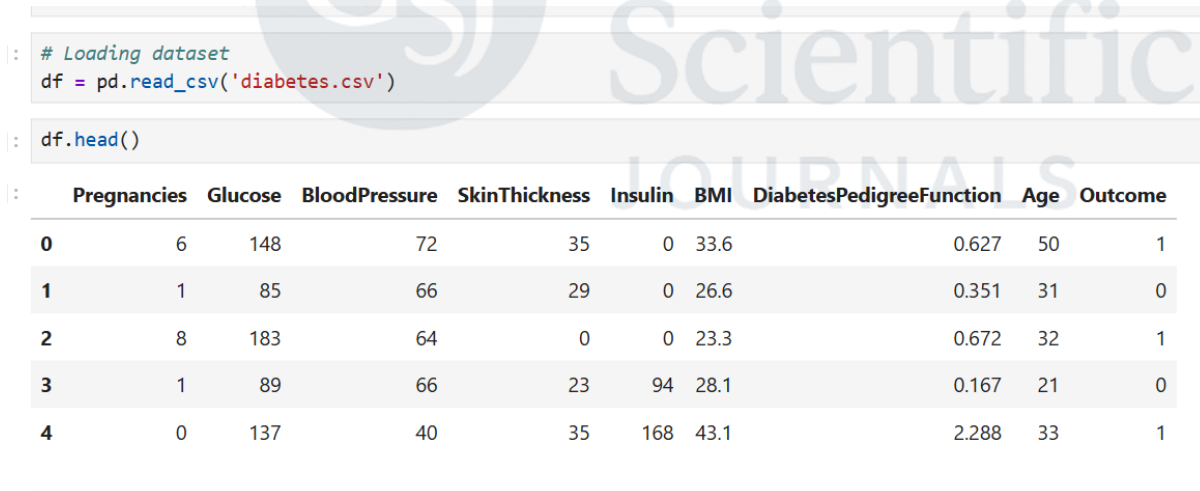 # Loading dataset
df = pd.read_csv('diabetes.csv')
df.head()
Pregnancies Glucose BloodPressure SkinThickness Insulin BMI DiabetesPedigreeFunction Age Outcome
0 6 148 72 35 0 33.6 0.627 50 1
1 1 85 66 29 0 26.6 0.351 31 0
2 8 183 64 0 0 23.3 0.672 32 1
3 1 89 66 23 94 28.1 0.167 21 0
4 0 137 40 35 168 43.1 2.288 33 1
Scientific
JOURNALS